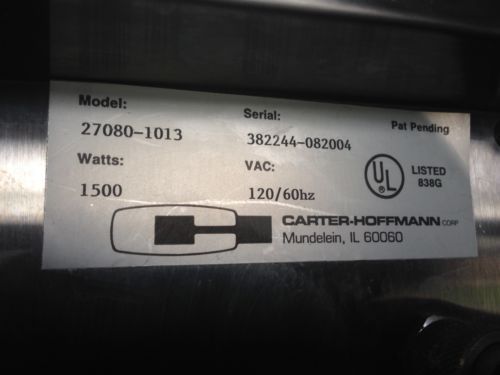 Model:
27080-1013
Serial:
382244-082004
Pat Pending
Watts:
1500
VAC:
120/60hz
UL
LISTED
838G
CARTER-HOFFMANN CORP
Mundelein, IL 60060